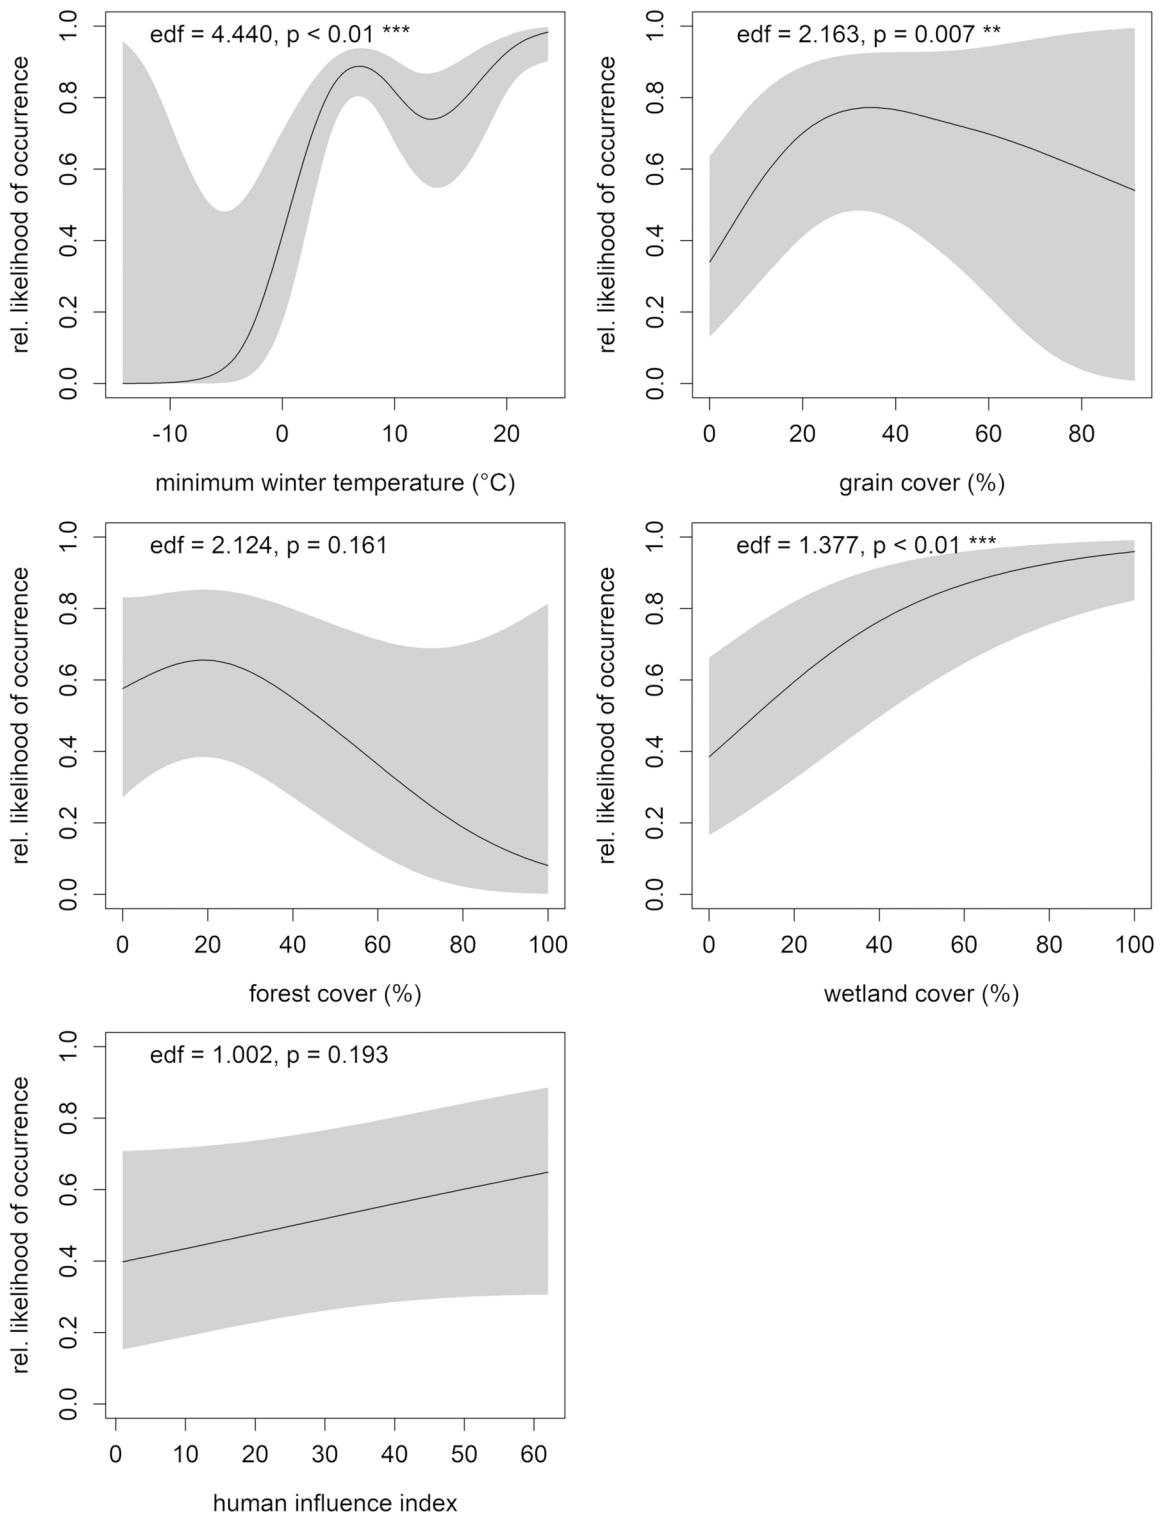 edf = 4.440, p < 0.01 ***
rel. likelihood of occurrence
0.0 0.2 0.4 0.6 0.8 1.0
-10 0 10 20
minimum winter temperature (°C)
edf = 2.163, p = 0.007 **
rel. likelihood of occurrence
0.0 0.2 0.4 0.6 0.8 1.0
0 20 40 60 80
grain cover (%)
edf = 2.124, p = 0.161
rel. likelihood of occurrence
0.0 0.2 0.4 0.6 0.8 1.0
0 20 40 60 80 100
forest cover (%)
edf = 1.377, p < 0.01 ***
rel. likelihood of occurrence
0.0 0.2 0.4 0.6 0.8 1.0
0 20 40 60 80 100
wetland cover (%)
edf = 1.002, p = 0.193
rel. likelihood of occurrence
0.0 0.2 0.4 0.6 0.8 1.0
0 10 20 30 40 50 60
human influence index